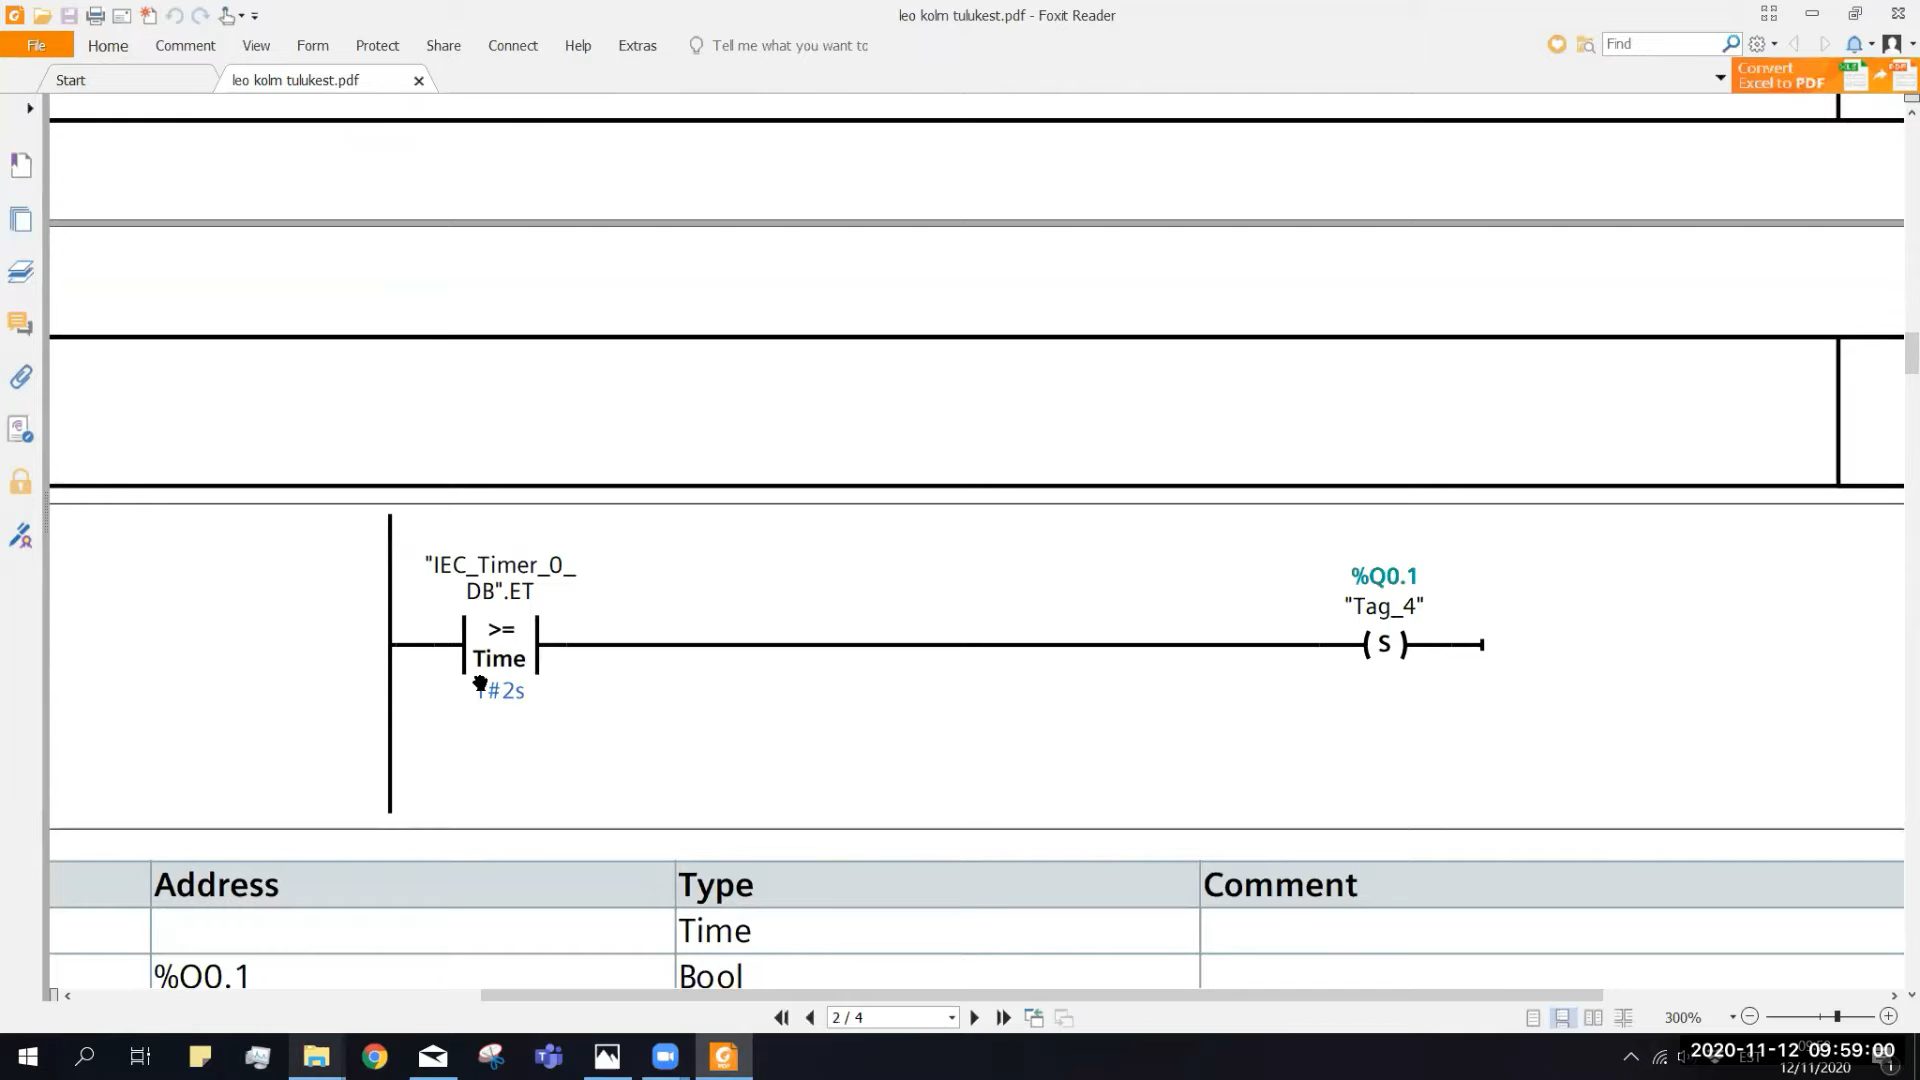 leo kolm tulukest.pdf - Foxit Reader
File Home Comment View Form Protect Share Connect Help Extras Tell me what you want to Find
Start leo kolm tulukest.pdf
Convert
Excel to PDF
"IEC_Timer_0_
DB".ET
>=
Time
T#2s
%Q0.1
"Tag_4"
( S )
Address Type Comment
Time
%Q0.1 Bool
2 / 4
300%
2020-11-12 09:59:00
12/11/2020